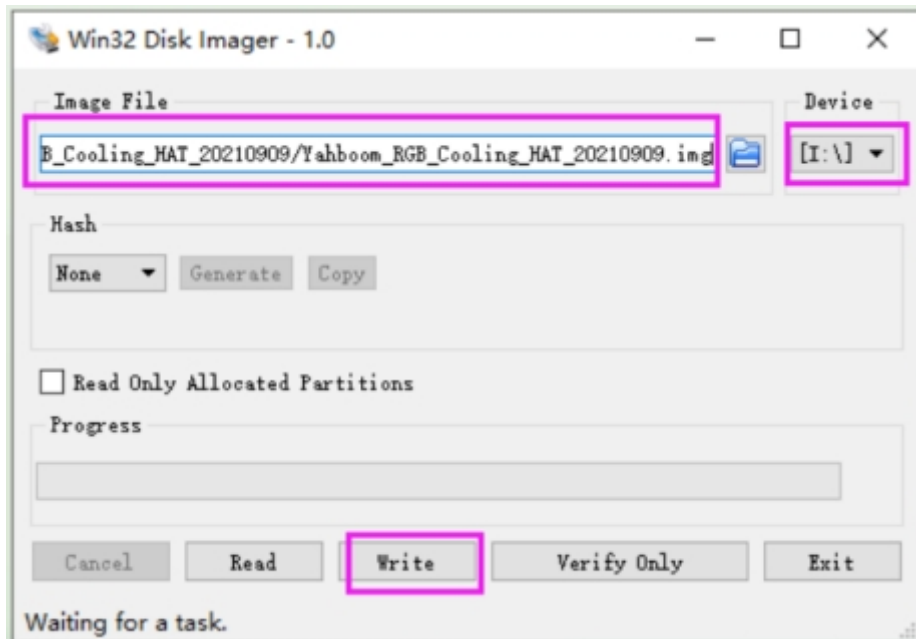 Win32 Disk Imager - 1.0
Image File
Device
B_Cooling_HAT_20210909/Yahboom_RGB_Cooling_HAT_20210909.img
[I:\]
Hash
None
Generate
Copy
Read Only Allocated Partitions
Progress
Cancel
Read
Write
Verify Only
Exit
Waiting for a task.